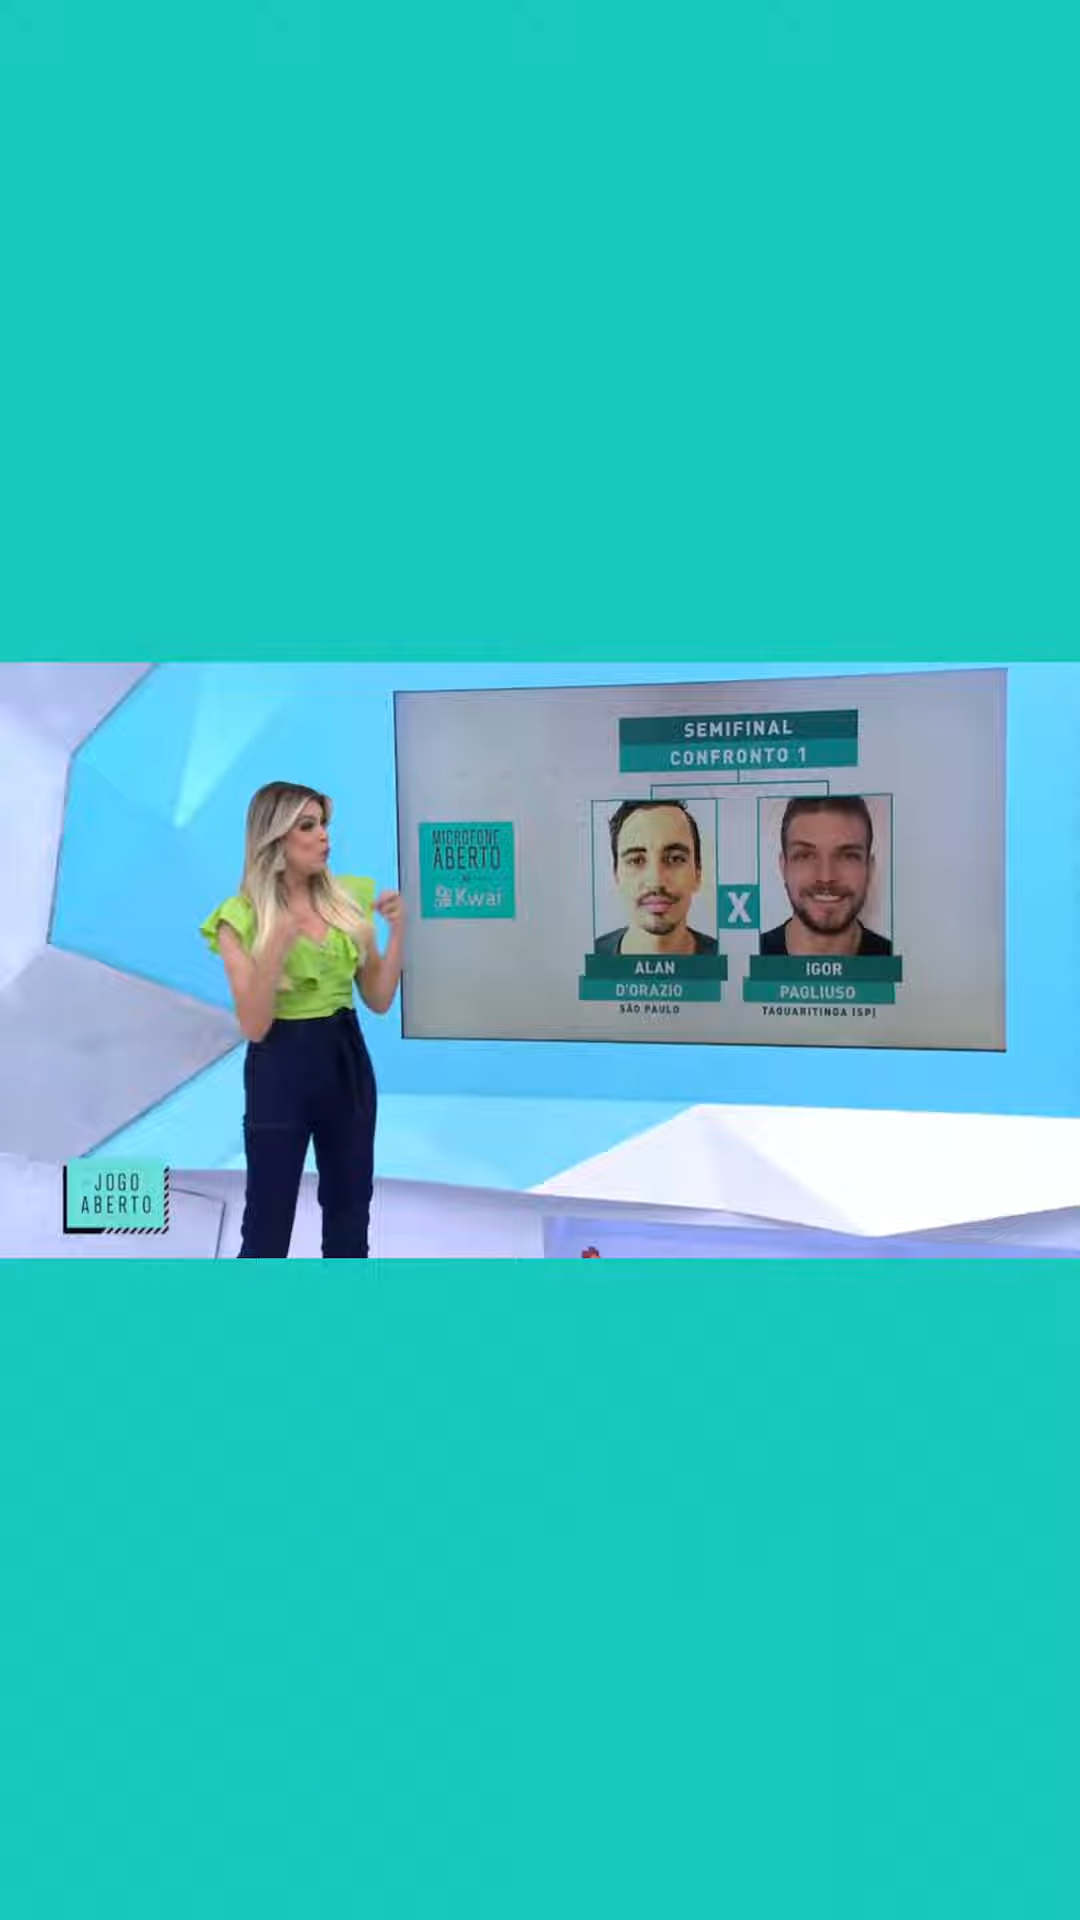 SEMIFINAL
CONFRONTO 1
MICROFONE
ABERTO
Kwai
X
ALAN
D'ORAZIO
SÃO PAULO
IGOR
PAGLIUSO
TAQUARITINGA (SP)
JOGO
ABERTO